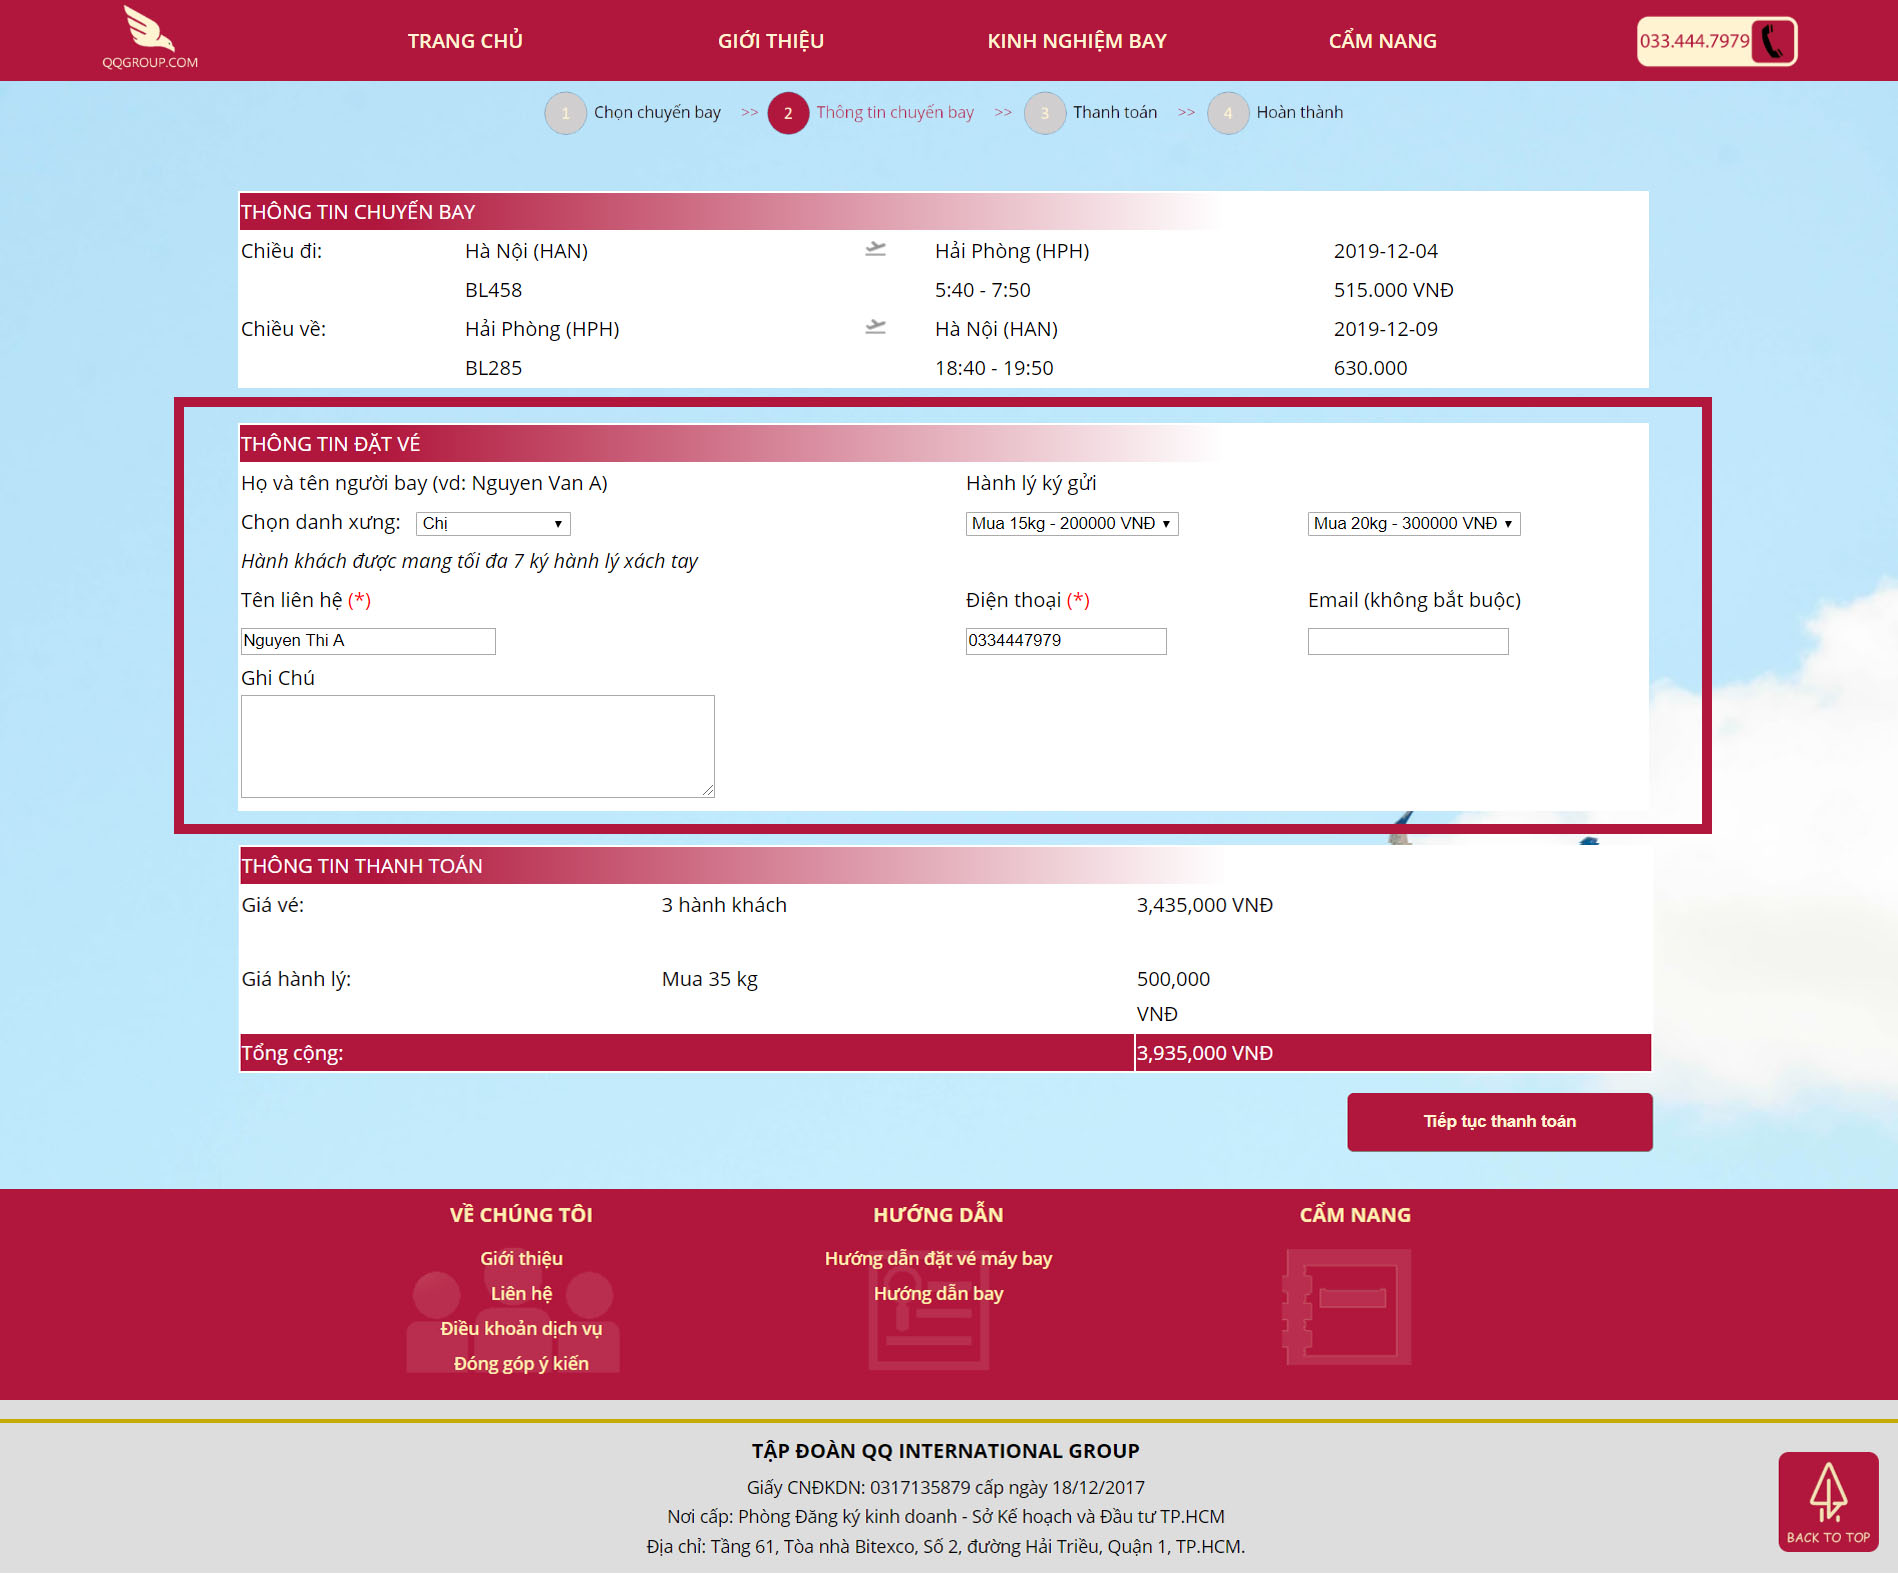 QQGROUP.COM
TRANG CHỦ GIỚI THIỆU KINH NGHIỆM BAY CẨM NANG 033.444.7979
1 Chọn chuyến bay >> 2 Thông tin chuyến bay >> 3 Thanh toán >> 4 Hoàn thành
THÔNG TIN CHUYẾN BAY
Chiều đi: Hà Nội (HAN) Hải Phòng (HPH) 2019-12-04
BL458 5:40 - 7:50 515.000 VNĐ
Chiều về: Hải Phòng (HPH) Hà Nội (HAN) 2019-12-09
BL285 18:40 - 19:50 630.000
THÔNG TIN ĐẶT VÉ
Họ và tên người bay (vd: Nguyen Van A) Hành lý ký gửi
Chọn danh xưng: Chị Mua 15kg - 200000 VNĐ Mua 20kg - 300000 VNĐ
Hành khách được mang tối đa 7 ký hành lý xách tay
Tên liên hệ (*) Điện thoại (*) Email (không bắt buộc)
Nguyen Thi A 0334447979
Ghi Chú
THÔNG TIN THANH TOÁN
Giá vé: 3 hành khách 3,435,000 VNĐ
Giá hành lý: Mua 35 kg 500,000
VNĐ
Tổng cộng: 3,935,000 VNĐ
Tiếp tục thanh toán
VỀ CHÚNG TÔI HƯỚNG DẪN CẨM NANG
Giới thiệu Hướng dẫn đặt vé máy bay
Liên hệ Hướng dẫn bay
Điều khoản dịch vụ
Đóng góp ý kiến
TẬP ĐOÀN QQ INTERNATIONAL GROUP
Giấy CNĐKDN: 0317135879 cấp ngày 18/12/2017
Nơi cấp: Phòng Đăng ký kinh doanh - Sở Kế hoạch và Đầu tư TP.HCM
Địa chỉ: Tầng 61, Tòa nhà Bitexco, Số 2, đường Hải Triều, Quận 1, TP.HCM.
BACK TO TOP